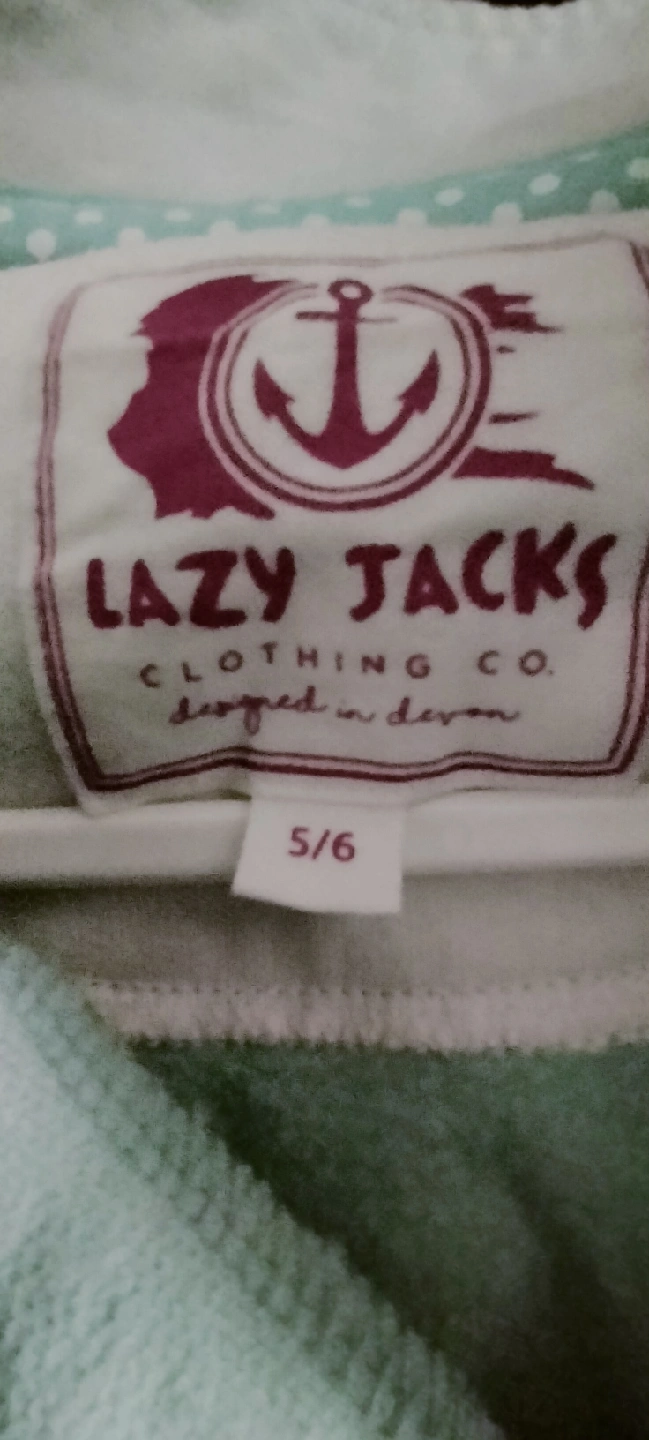 LAZY JACKS
CLOTHING CO.
designed in devon
5/6